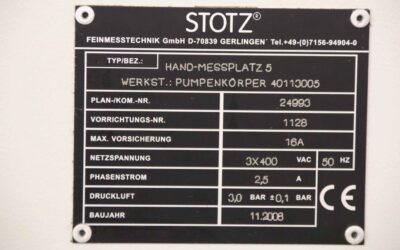 STOTZ®
FEINMESSTECHNIK GmbH D-70839 GERLINGEN Tel.+49-(0)7156-94904-0
TYP/BEZ.: HAND-MESSPLATZ 5
WERKST.: PUMPENKÖRPER 40113005
PLAN-/KOM.-NR. 24993
VORRICHTUNGS-NR. 1128
MAX. VORSICHERUNG 16A
NETZSPANNUNG 3X400 VAC 50 HZ
PHASENSTROM 2,5 A
DRUCKLUFT 3,0 BAR ±0,1 BAR
BAUJAHR 11.2008
CE